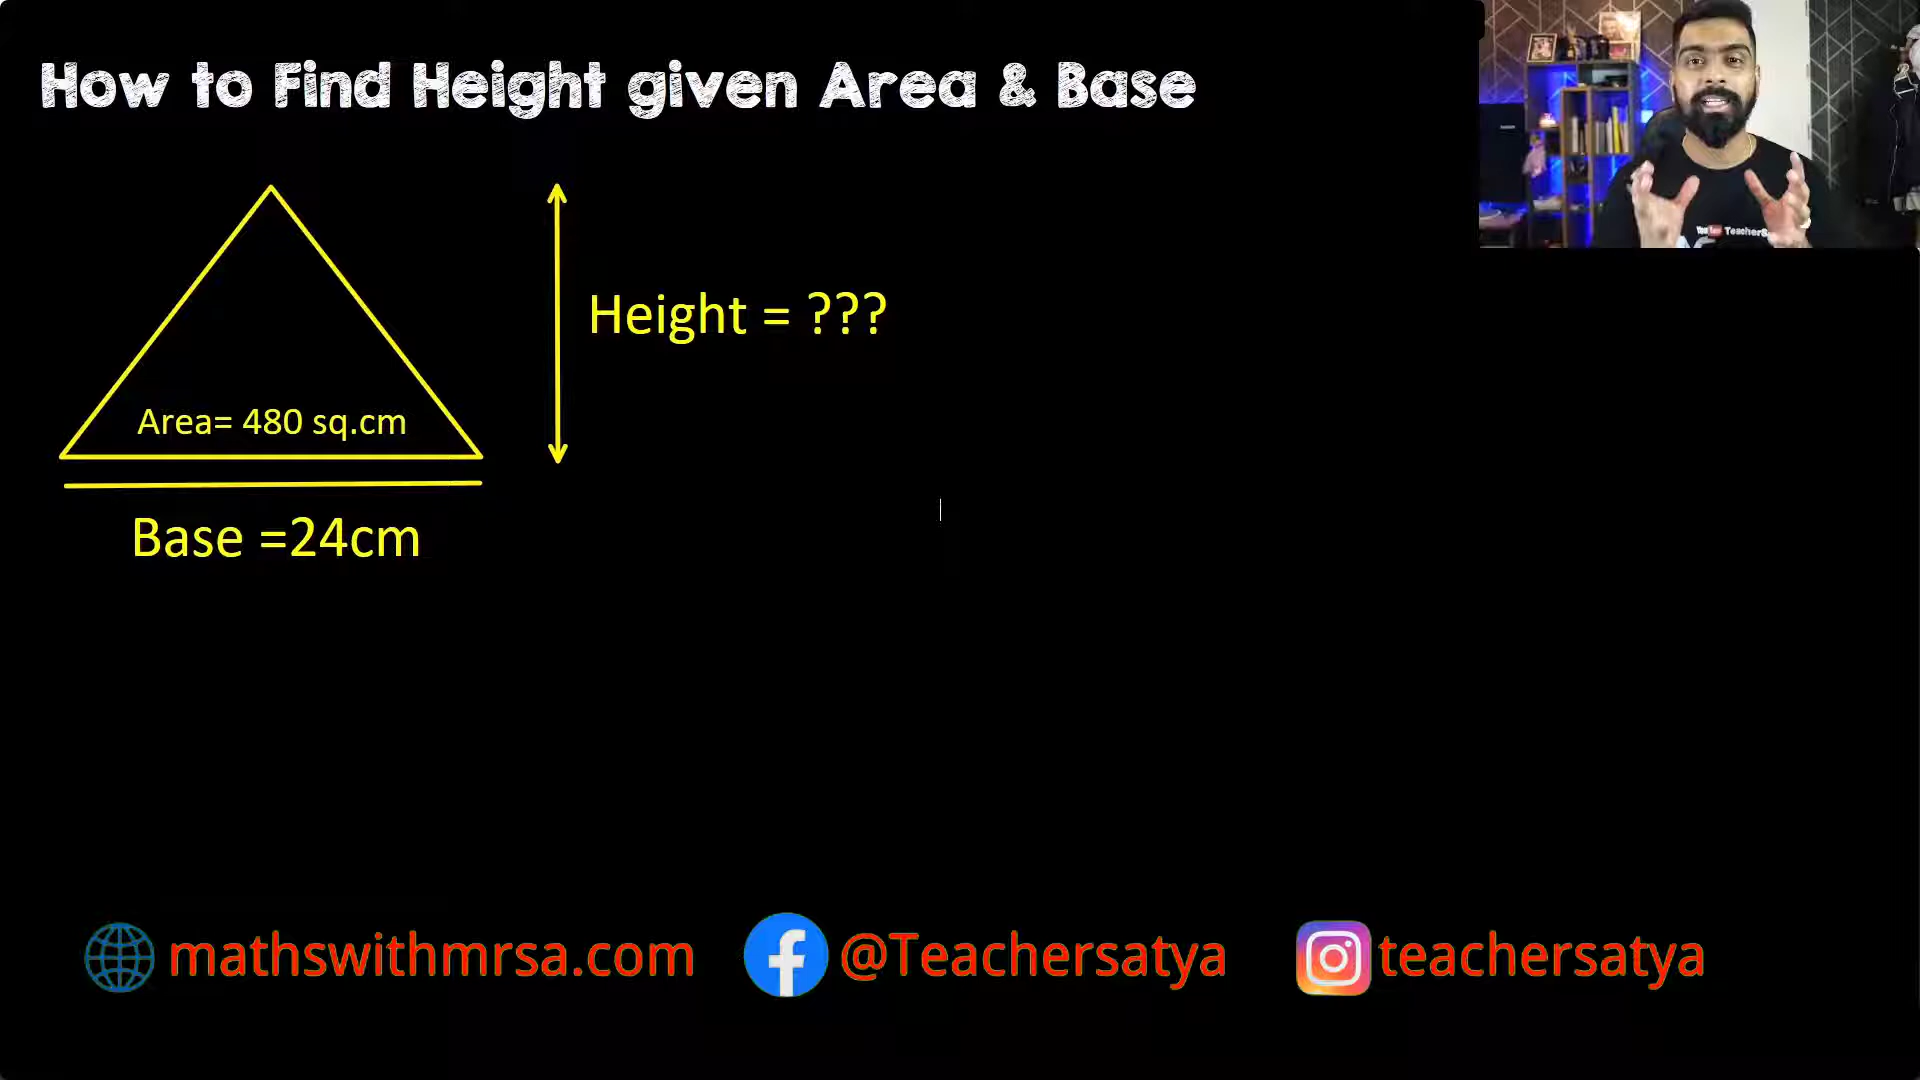 How to Find Height given Area & Base
Height = ???
Area= 480 sq.cm
Base =24cm
mathswithmrsa.com
@Teachersatya
teachersatya